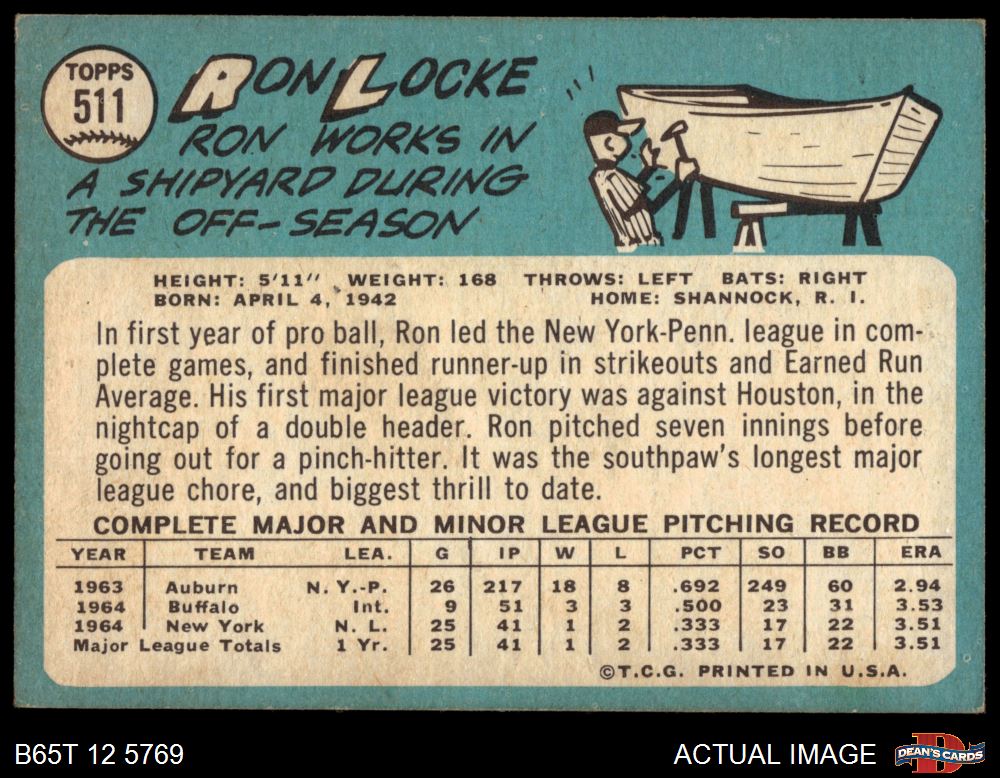 TOPPS
511
RON LOCKE
RON WORKS IN
A SHIPYARD DURING
THE OFF-SEASON
HEIGHT: 5'11" WEIGHT: 168 THROWS: LEFT BATS: RIGHT
BORN: APRIL 4, 1942 HOME: SHANNOCK, R. I.
In first year of pro ball, Ron led the New York-Penn. league in com-
plete games, and finished runner-up in strikeouts and Earned Run
Average. His first major league victory was against Houston, in the
nightcap of a double header. Ron pitched seven innings before
going out for a pinch-hitter. It was the southpaw's longest major
league chore, and biggest thrill to date.
COMPLETE MAJOR AND MINOR LEAGUE PITCHING RECORD
YEAR TEAM LEA. G IP W L PCT SO BB ERA
1963 Auburn N. Y.-P. 26 217 18 8 .692 249 60 2.94
1964 Buffalo Int. 9 51 3 3 .500 23 31 3.53
1964 New York N. L. 25 41 1 2 .333 17 22 3.51
Major League Totals 1 Yr. 25 41 1 2 .333 17 22 3.51
©T.C.G. PRINTED IN U.S.A.
B65T 12 5769 ACTUAL IMAGE DEAN'S CARDS